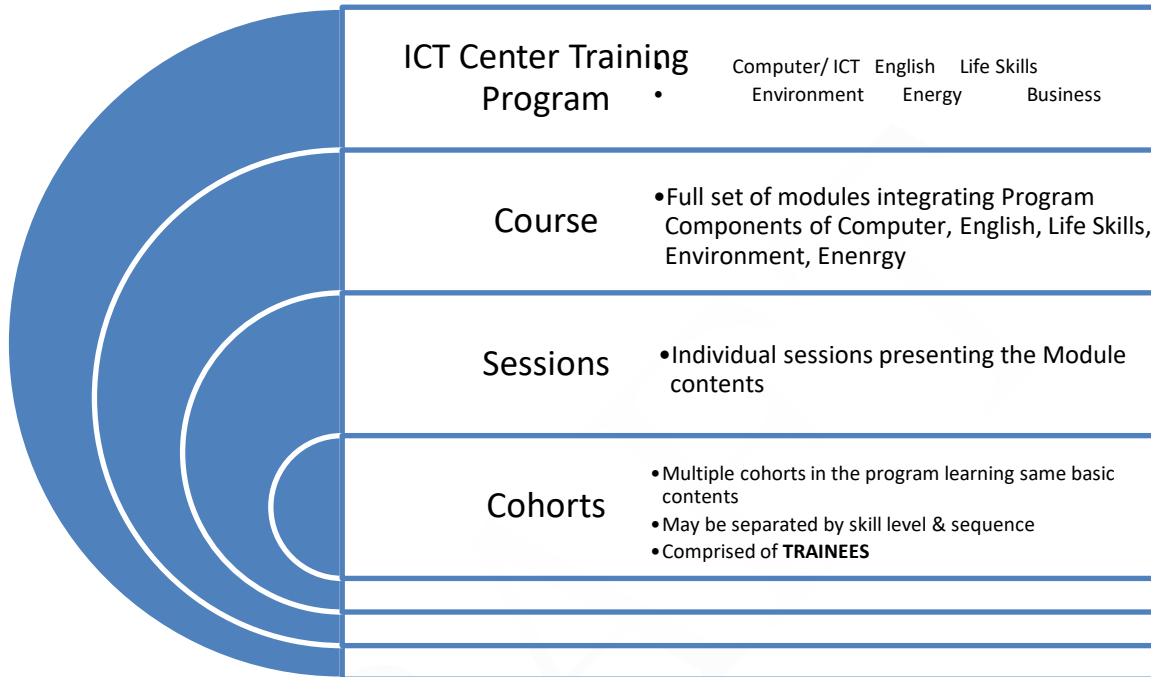 ICT Center Training
Program
• Computer/ ICT English Life Skills
• Environment Energy Business
Course
•Full set of modules integrating Program
Components of Computer, English, Life Skills,
Environment, Enenrgy
Sessions
•Individual sessions presenting the Module
contents
Cohorts
•Multiple cohorts in the program learning same basic
contents
•May be separated by skill level & sequence
•Comprised of TRAINEES